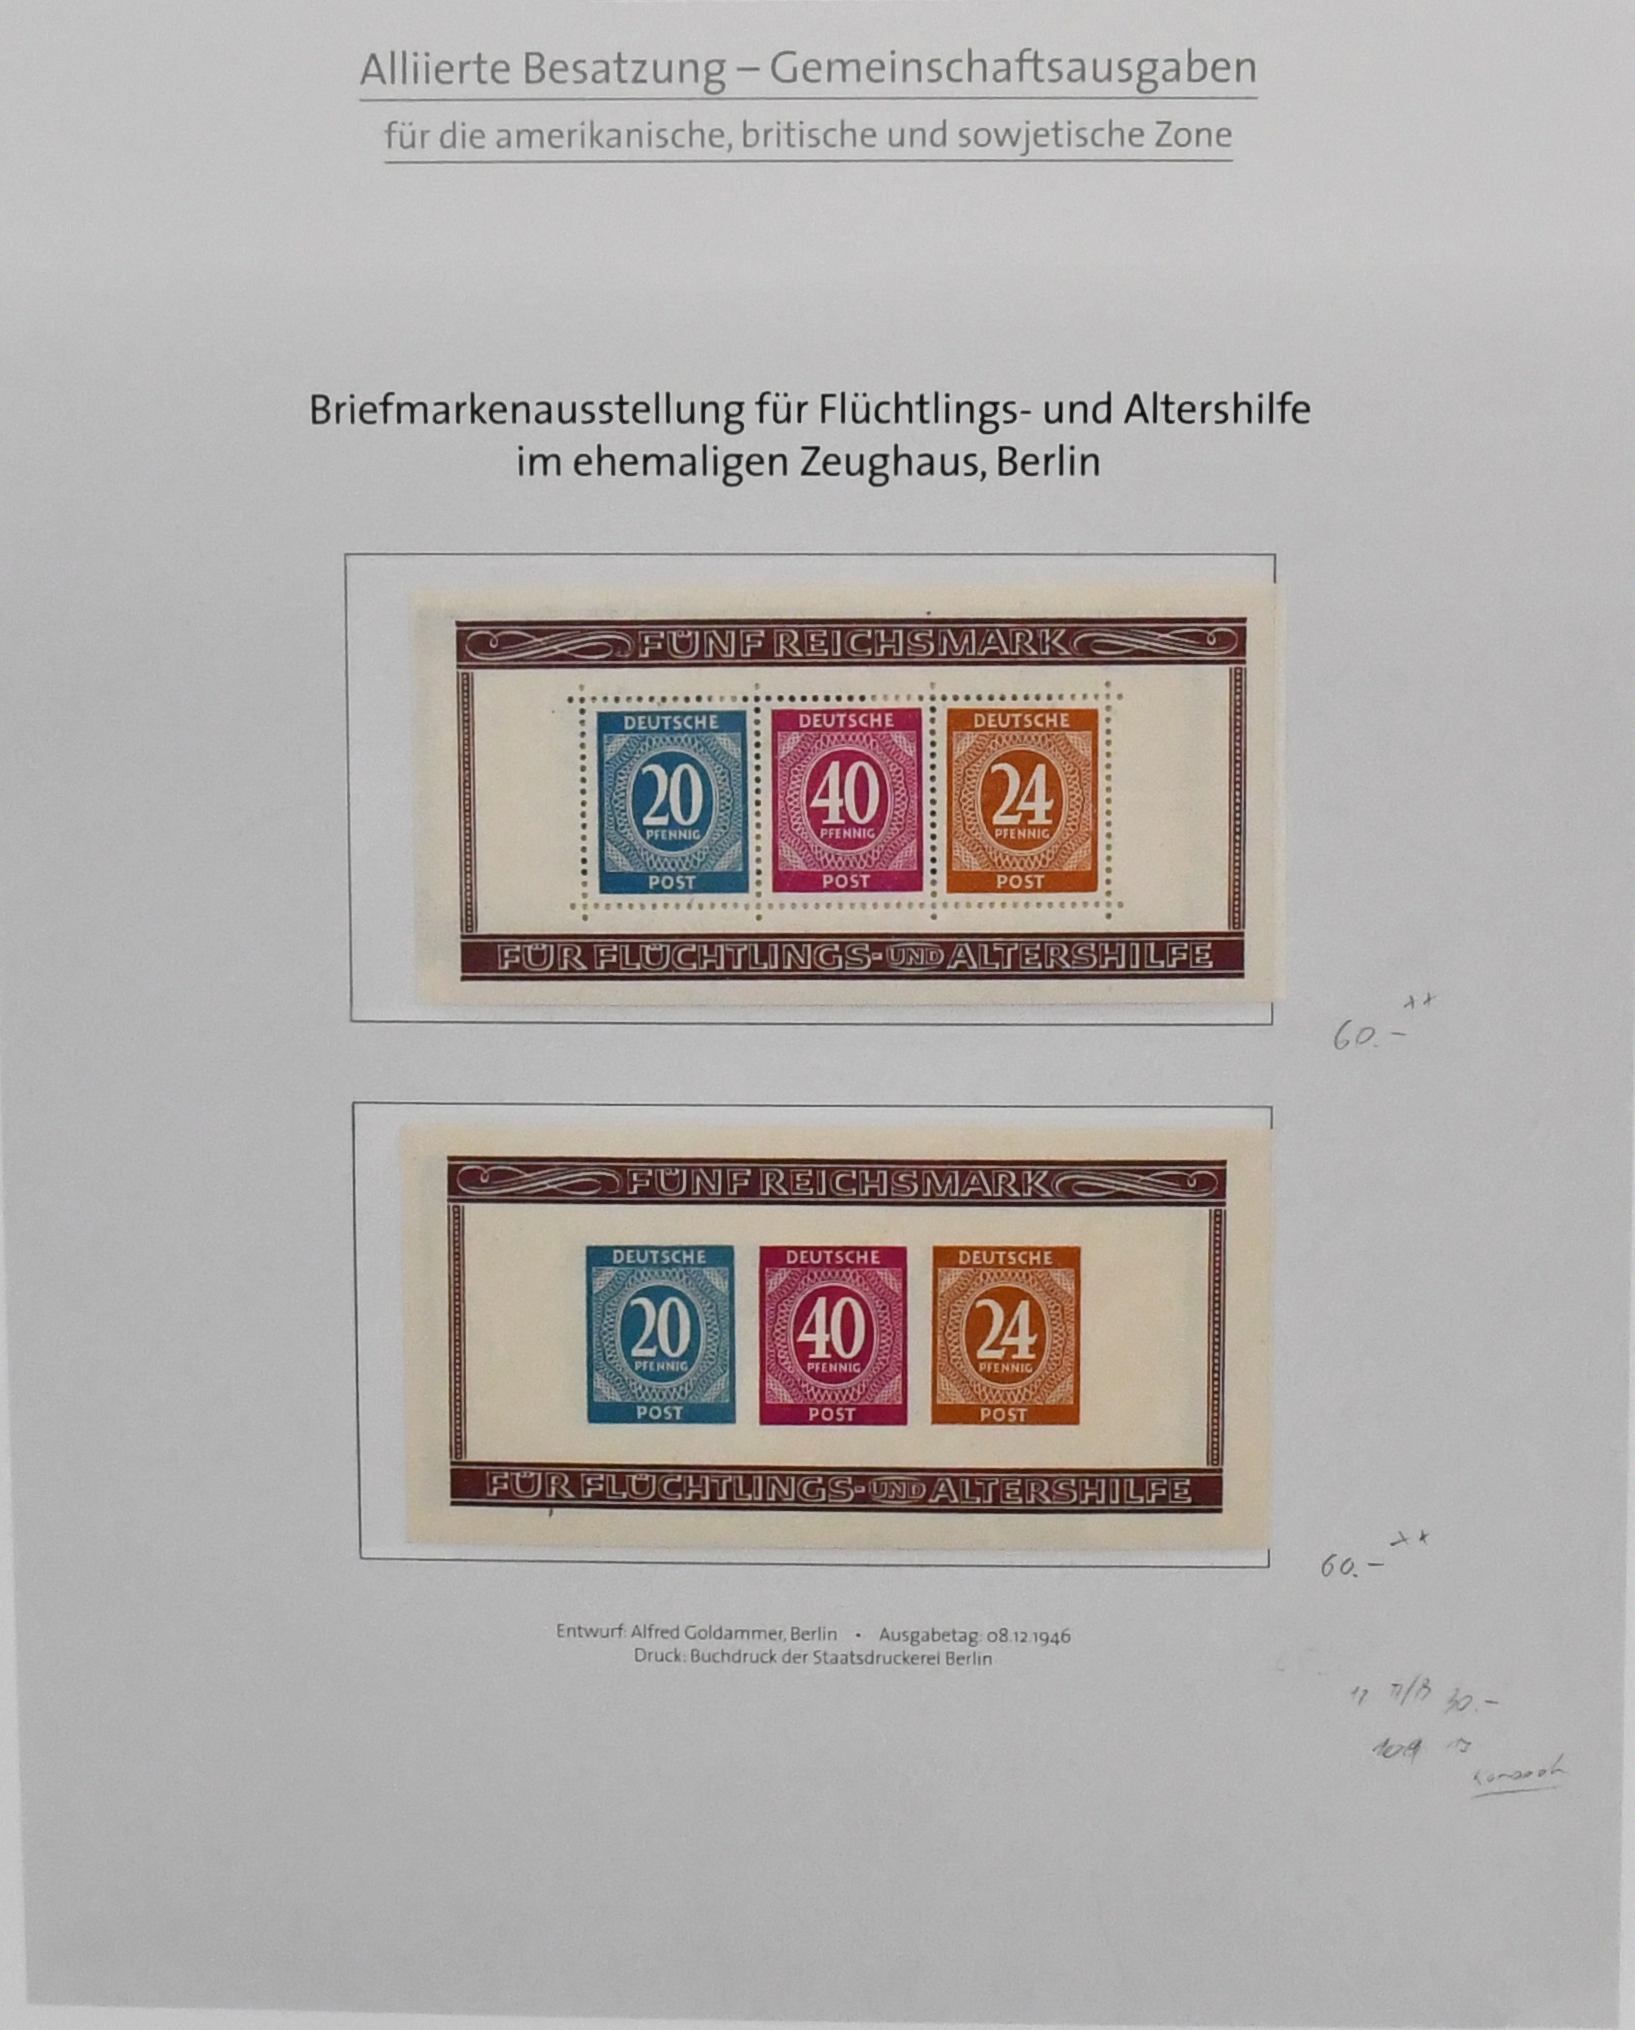 Alliierte Besatzung – Gemeinschaftsausgaben
für die amerikanische, britische und sowjetische Zone
Briefmarkenausstellung für Flüchtlings- und Altershilfe
im ehemaligen Zeughaus, Berlin
FÜNF REICHSMARK
DEUTSCHE DEUTSCHE DEUTSCHE
20 40 24
PFENNIG PFENNIG PFENNIG
POST POST POST
FÜR FLÜCHTLINGS- UND ALTERSHILFE
60.- ××
FÜNF REICHSMARK
DEUTSCHE DEUTSCHE DEUTSCHE
20 40 24
PFENNIG PFENNIG PFENNIG
POST POST POST
FÜR FLÜCHTLINGS- UND ALTERSHILFE
60.- ××
Entwurf: Alfred Goldammer, Berlin • Ausgabetag: 08.12.1946
Druck: Buchdruck der Staatsdruckerei Berlin
30.-